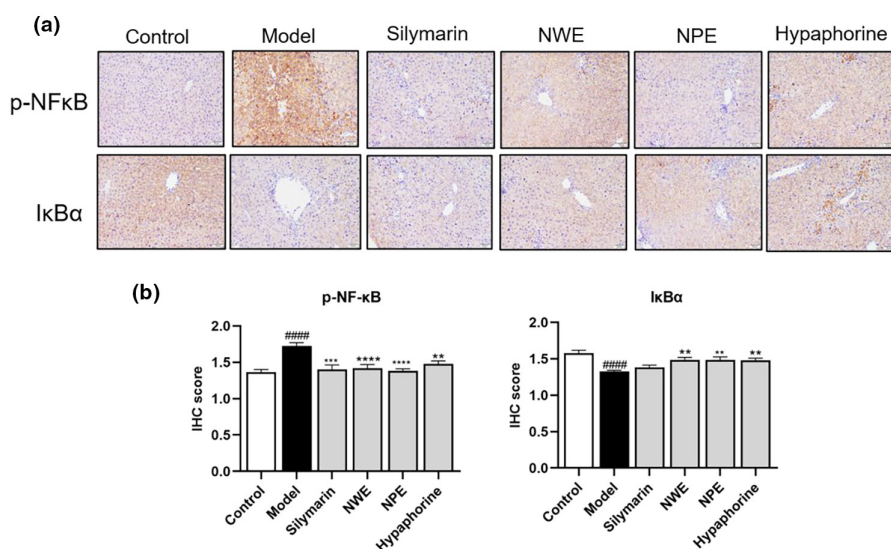 (a)
Control Model Silymarin NWE NPE Hypaphorine
p-NFκB
IκBα
(b)
p-NF-κB
IHC score
2.0
1.5
1.0
0.5
0.0
####
***
****
****
**
Control Model Silymarin NWE NPE Hypaphorine
IκBα
IHC score
2.0
1.5
1.0
0.5
0.0
####
**
**
**
Control Model Silymarin NWE NPE Hypaphorine